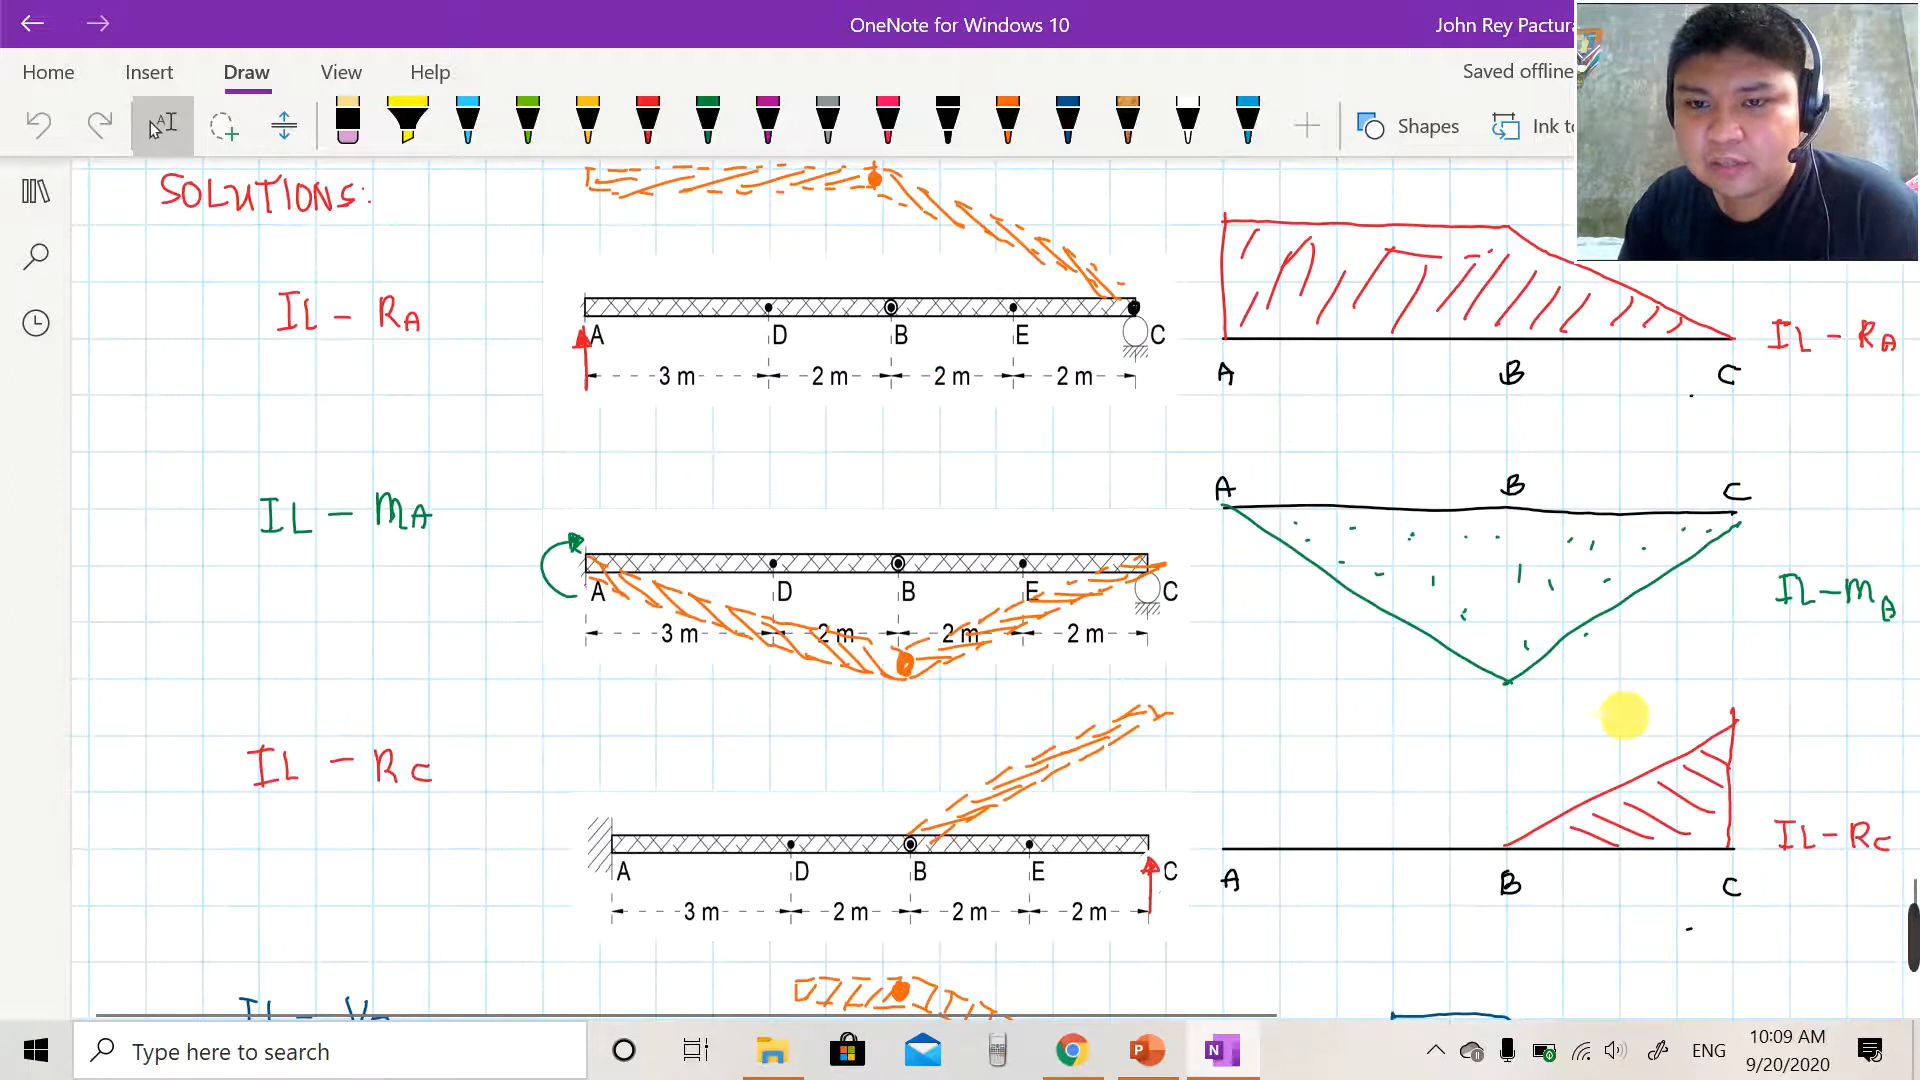 OneNote for Windows 10
John Rey Pactura
Home Insert Draw View Help
Saved offline
Shapes
Ink to
SOLUTIONS:
IL - RA
A D B E C
3 m 2 m 2 m 2 m
IL - RA
A B C
IL - MA
A D B E C
3 m 2 m 2 m 2 m
A B C
IL - MA
IL - RC
A D B E C
3 m 2 m 2 m 2 m
IL - RC
A B C
Type here to search
ENG
10:09 AM
9/20/2020